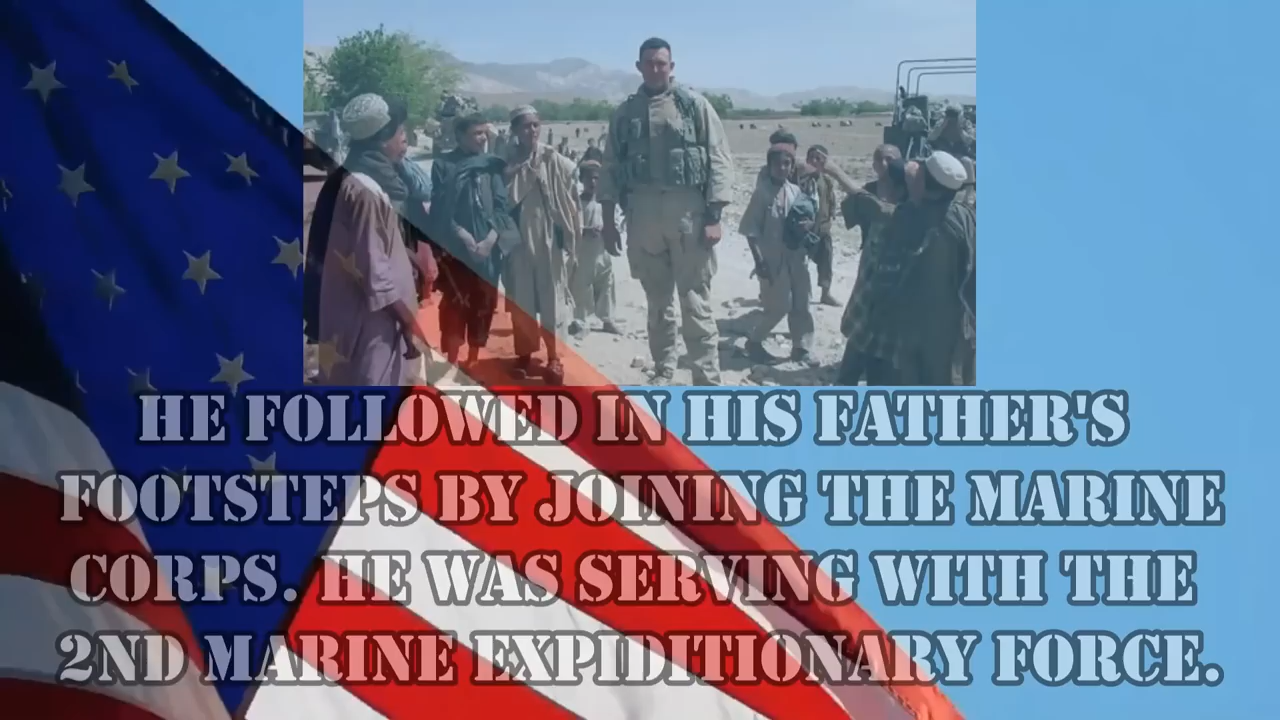 HE FOLLOWED IN HIS FATHER'S
FOOTSTEPS BY JOINING THE MARINE
CORPS. HE WAS SERVING WITH THE
2ND MARINE EXPIDITIONARY FORCE.